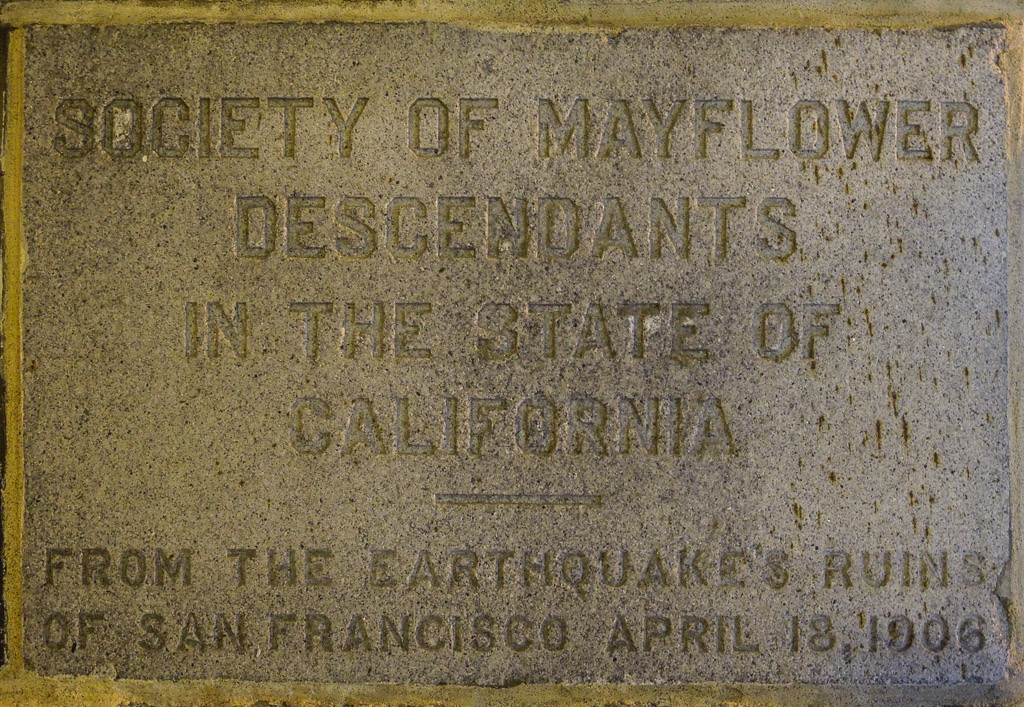 SOCIETY OF MAYFLOWER
DESCENDANTS
IN THE STATE OF
CALIFORNIA
FROM THE EARTHQUAKE'S RUINS
OF SAN FRANCISCO APRIL 18, 1906